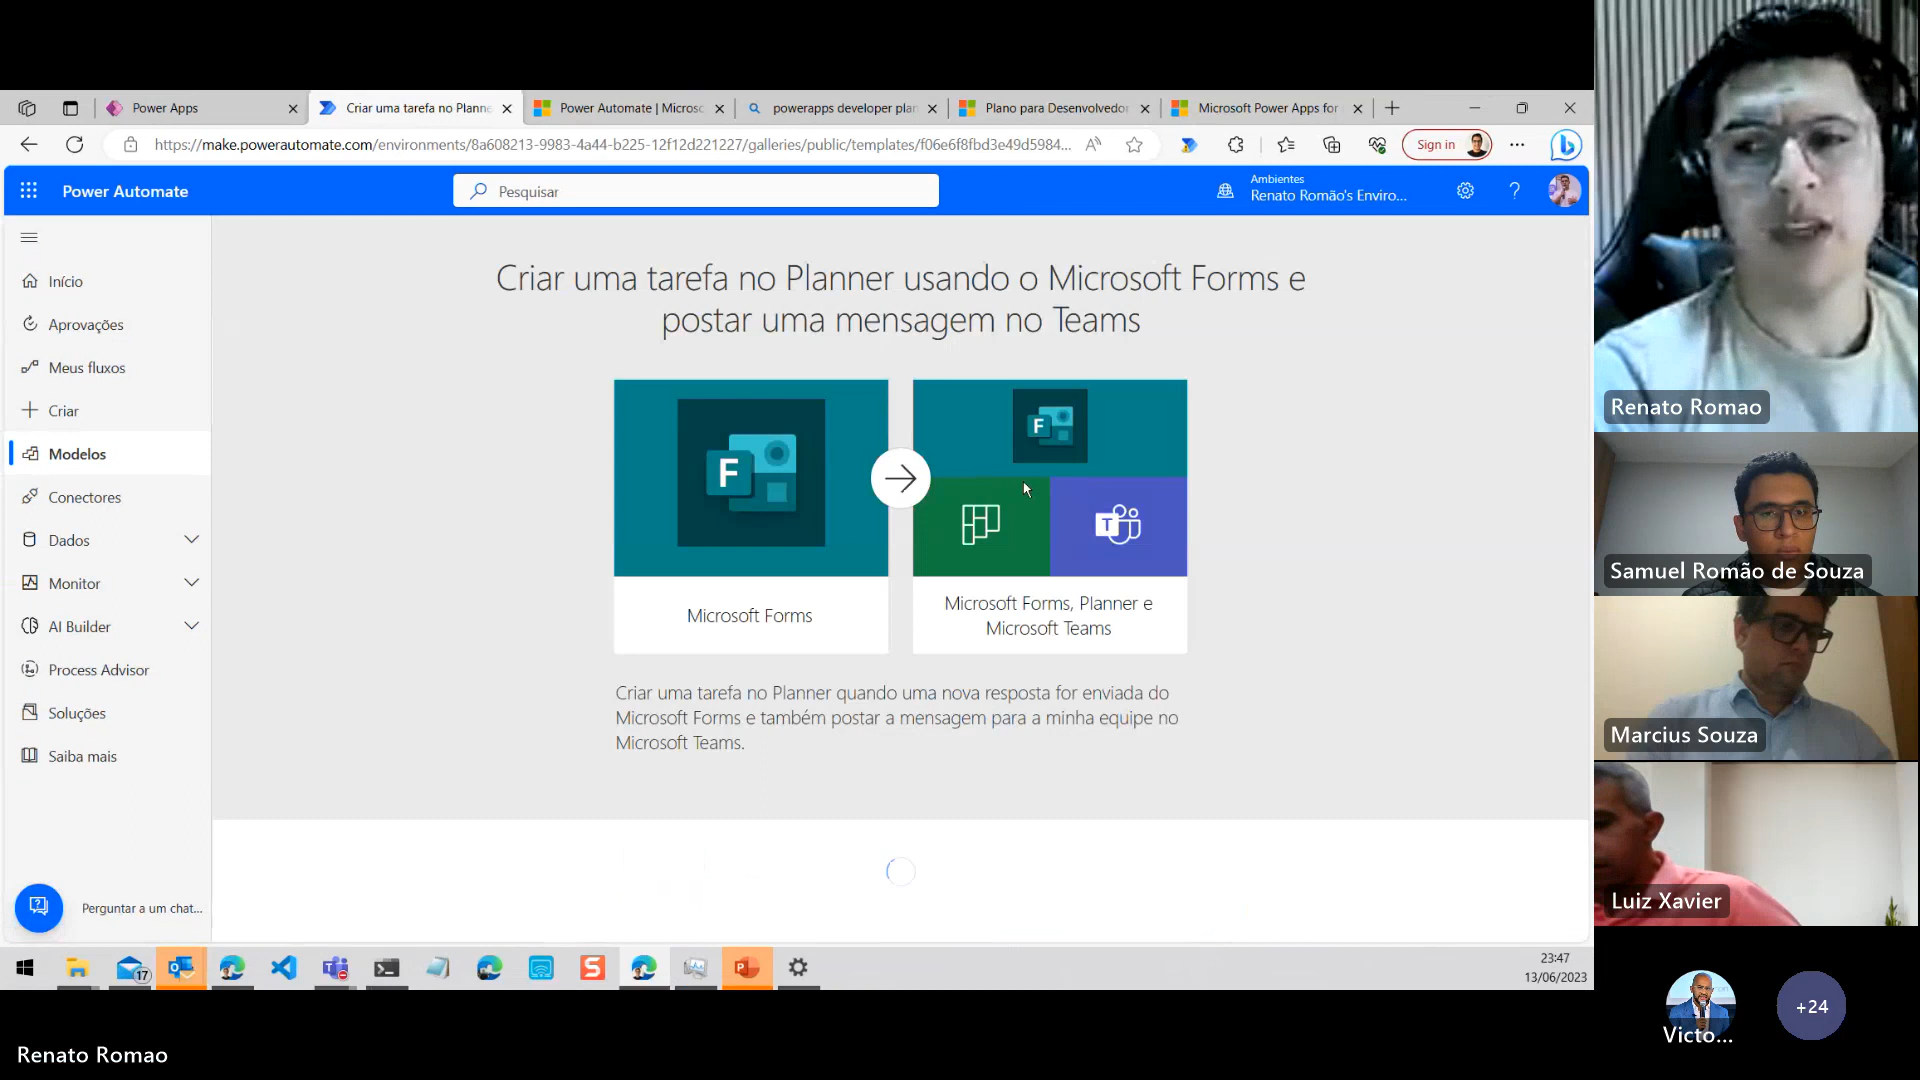 Power Apps
Criar uma tarefa no Planne
Power Automate | Microsc
powerapps developer plan
Plano para Desenvolvedor
Microsoft Power Apps for
https://make.powerautomate.com/environments/8a608213-9983-4a44-b225-12f12d221227/galleries/public/templates/f06e6f8fbd3e49d5984...
Sign in
Power Automate
Pesquisar
Ambientes
Renato Romão's Enviro...
Início
Aprovações
Meus fluxos
Criar
Modelos
Conectores
Dados
Monitor
AI Builder
Process Advisor
Soluções
Saiba mais
Perguntar a um chat...
Criar uma tarefa no Planner usando o Microsoft Forms e
postar uma mensagem no Teams
F
F
T
Microsoft Forms
Microsoft Forms, Planner e
Microsoft Teams
Criar uma tarefa no Planner quando uma nova resposta for enviada do
Microsoft Forms e também postar a mensagem para a minha equipe no
Microsoft Teams.
17
23:47
13/06/2023
Renato Romao
Samuel Romão de Souza
Marcius Souza
Luiz Xavier
Victo...
+24
Renato Romao